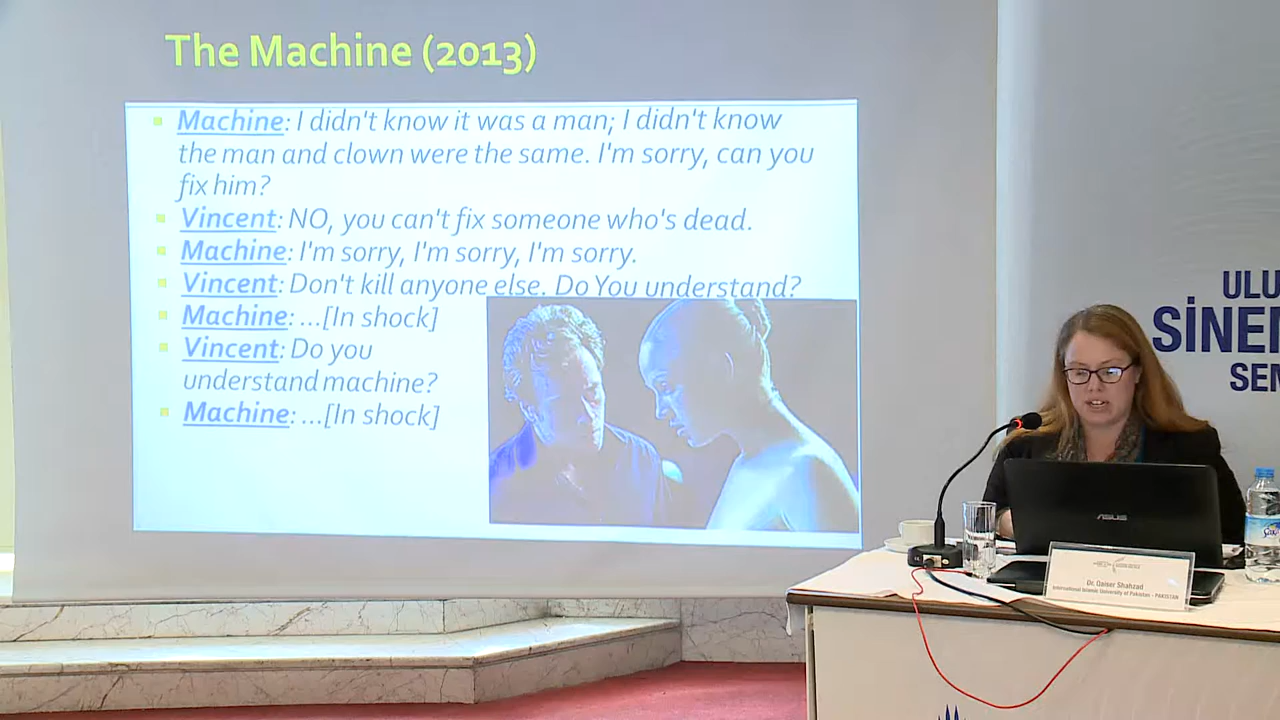 The Machine (2013)
Machine: I didn't know it was a man; I didn't know
the man and clown were the same. I'm sorry, can you
fix him?
Vincent: NO, you can't fix someone who's dead.
Machine: I'm sorry, I'm sorry, I'm sorry.
Vincent: Don't kill anyone else. Do You understand?
Machine: ...[In shock]
Vincent: Do you
understand machine?
Machine: ...[In shock]
ULU
SİNEM
SEM
ASUS
Dr. Qaiser Shahzad
International Islamic University of Pakistan - PAKISTAN